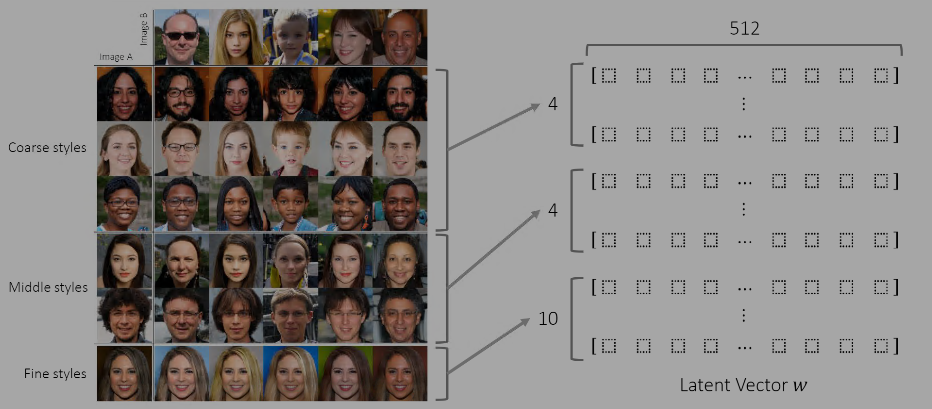 Image B
Image A
512
[ ... ]
4
Coarse styles
[ ... ]
[ ... ]
4
[ ... ]
Middle styles
[ ... ]
10
[ ... ]
Fine styles
Latent Vector w